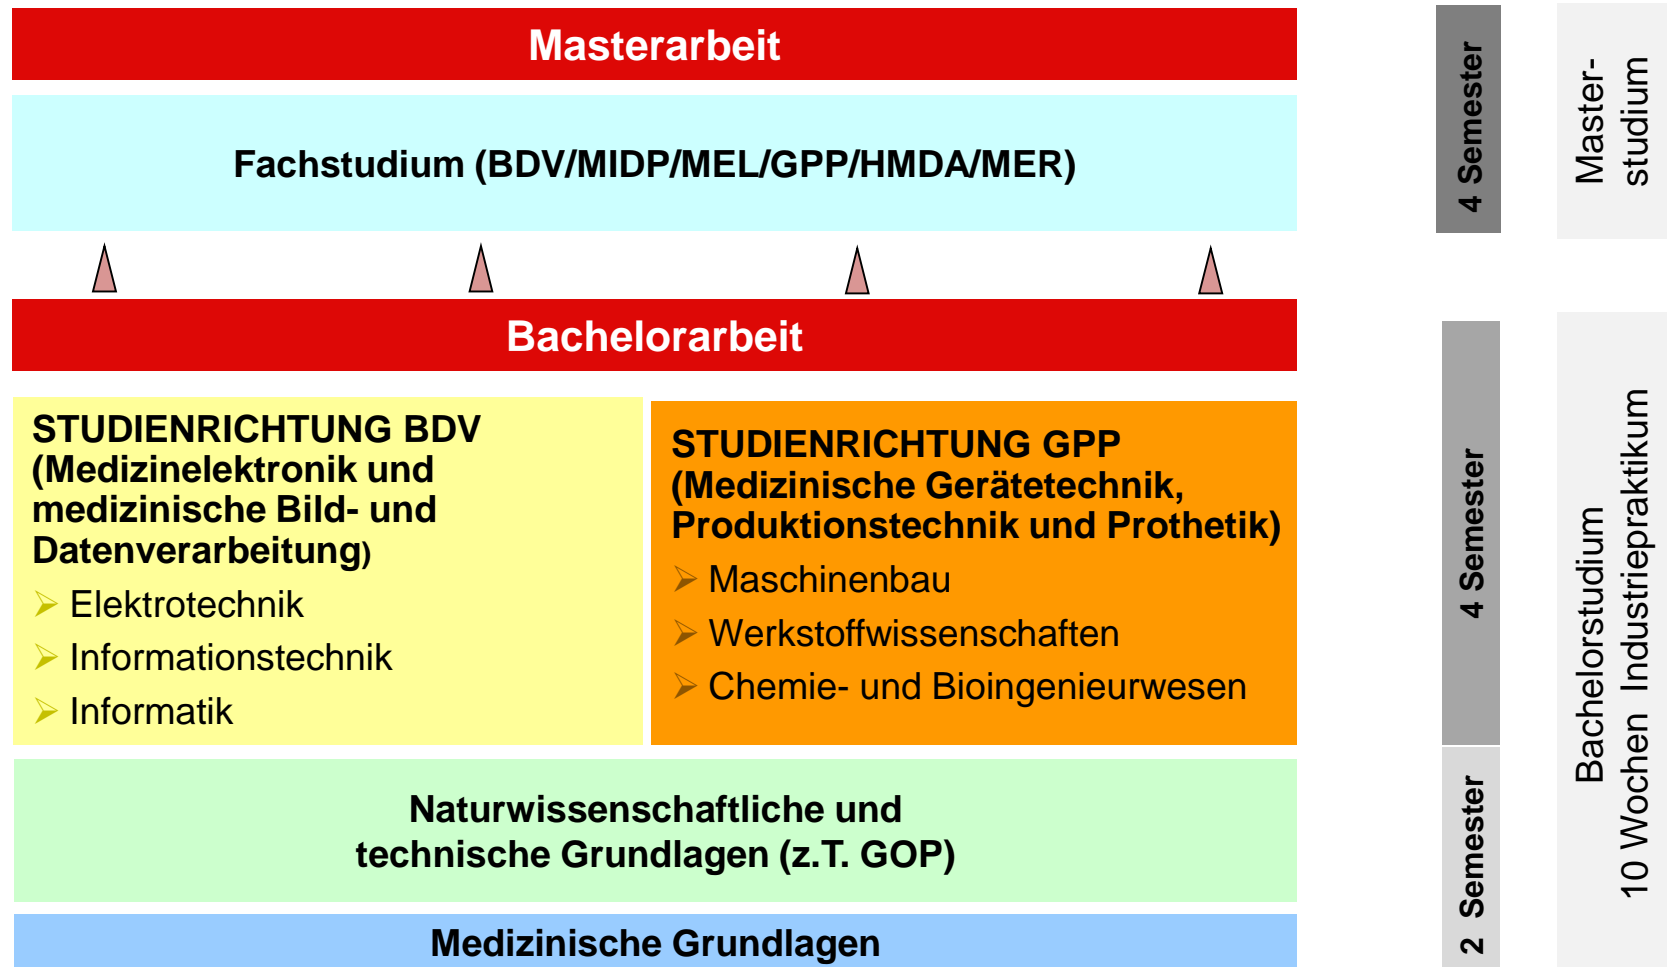 Masterarbeit
Fachstudium (BDV/MIDP/MEL/GPP/HMDA/MER)
4 Semester
Master-
studium
Bachelorarbeit
STUDIENRICHTUNG BDV
(Medizinelektronik und
medizinische Bild- und
Datenverarbeitung)
Elektrotechnik
Informationstechnik
Informatik
STUDIENRICHTUNG GPP
(Medizinische Gerätetechnik,
Produktionstechnik und Prothetik)
Maschinenbau
Werkstoffwissenschaften
Chemie- und Bioingenieurwesen
4 Semester
Bachelorstudium
10 Wochen Industriepraktikum
Naturwissenschaftliche und
technische Grundlagen (z.T. GOP)
2 Semester
Medizinische Grundlagen